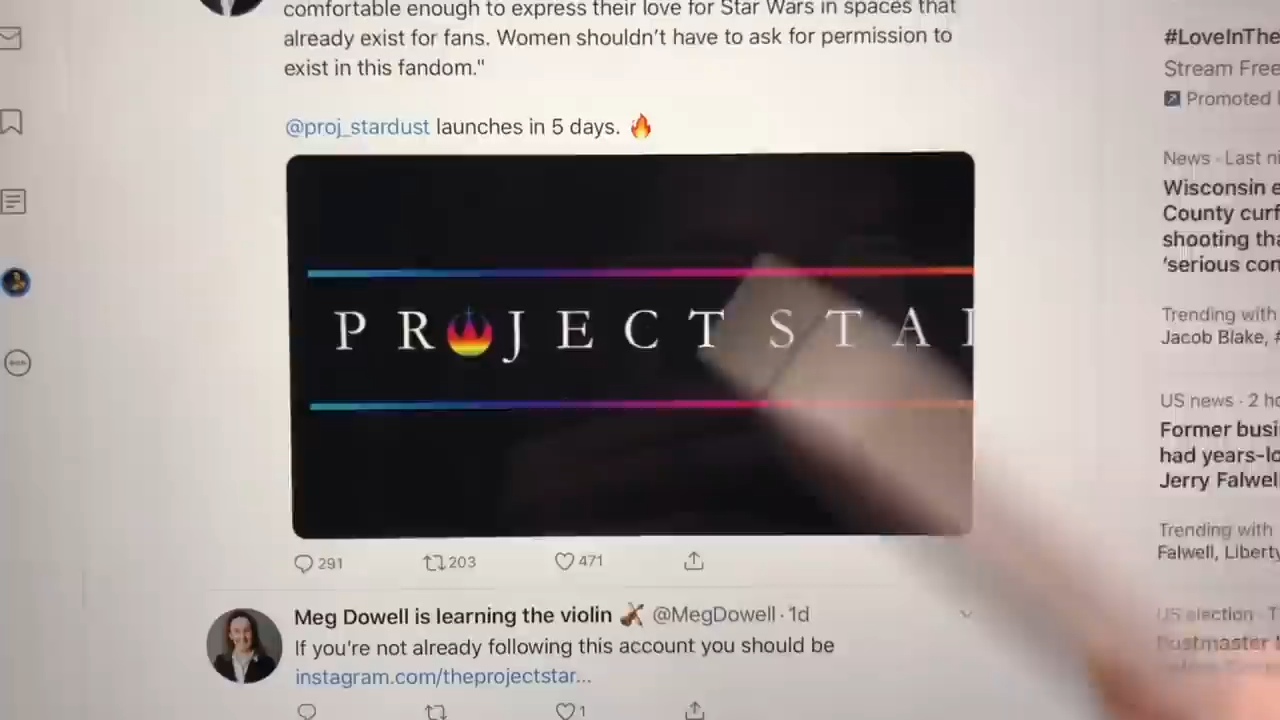 comfortable enough to express their love for Star Wars in spaces that
already exist for fans. Women shouldn't have to ask for permission to
exist in this fandom."
@proj_stardust launches in 5 days. 🔥
PROJECT STA
291
203
471
Meg Dowell is learning the violin 🎻 @MegDowell · 1d
If you're not already following this account you should be
instagram.com/theprojectstar...
1
#LoveInThe
Stream Free
Promoted
News · Last ni
Wisconsin e
County curf
shooting tha
'serious con
Trending with
Jacob Blake, #
US news · 2 ho
Former busi
had years-lo
Jerry Falwel
Trending with
Falwell, Liberty
US election · T
Postmaster